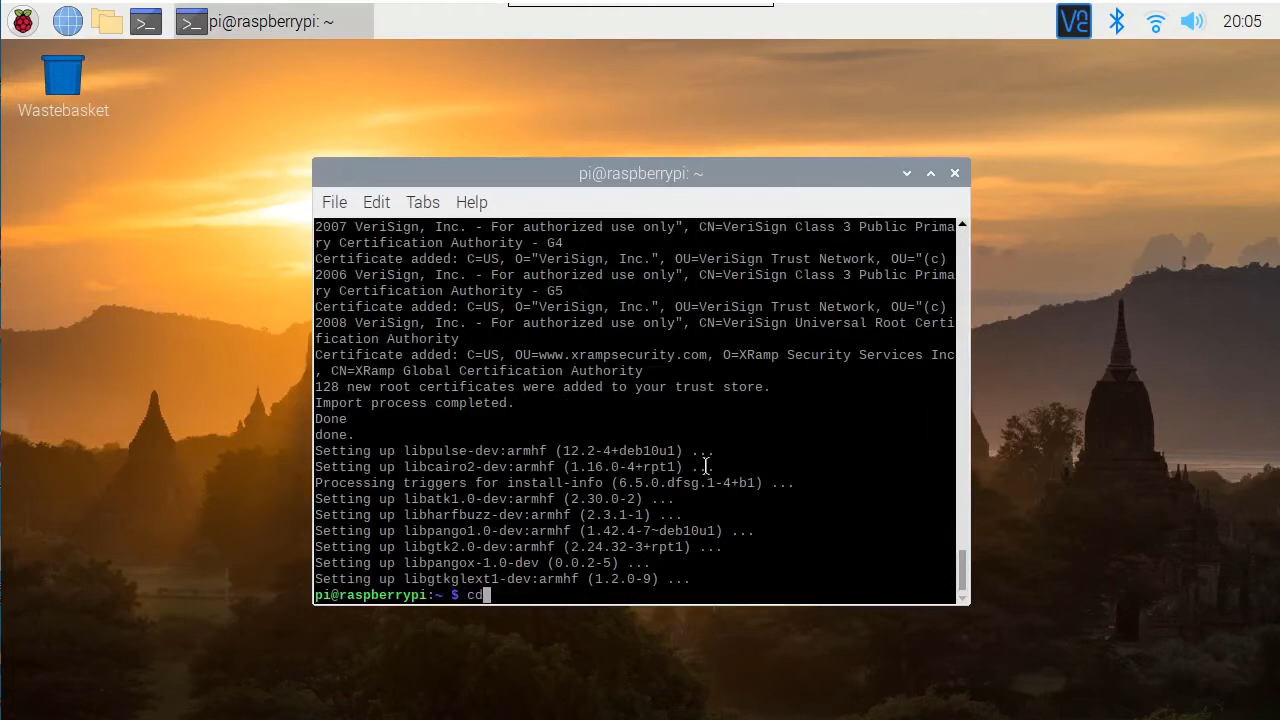 pi@raspberrypi: ~
20:05
Wastebasket
pi@raspberrypi: ~
File Edit Tabs Help
2007 VeriSign, Inc. - For authorized use only", CN=VeriSign Class 3 Public Prima
ry Certification Authority - G4
Certificate added: C=US, O="VeriSign, Inc.", OU=VeriSign Trust Network, OU="(c)
2006 VeriSign, Inc. - For authorized use only", CN=VeriSign Class 3 Public Prima
ry Certification Authority - G5
Certificate added: C=US, O="VeriSign, Inc.", OU=VeriSign Trust Network, OU="(c)
2008 VeriSign, Inc. - For authorized use only", CN=VeriSign Universal Root Certi
fication Authority
Certificate added: C=US, OU=www.xrampsecurity.com, O=XRamp Security Services Inc
, CN=XRamp Global Certification Authority
128 new root certificates were added to your trust store.
Import process completed.
Done
done.
Setting up libpulse-dev:armhf (12.2-4+deb10u1) ...
Setting up libcairo2-dev:armhf (1.16.0-4+rpt1) ...
Processing triggers for install-info (6.5.0.dfsg.1-4+b1) ...
Setting up libatk1.0-dev:armhf (2.30.0-2) ...
Setting up libharfbuzz-dev:armhf (2.3.1-1) ...
Setting up libpango1.0-dev:armhf (1.42.4-7~deb10u1) ...
Setting up libgtk2.0-dev:armhf (2.24.32-3+rpt1) ...
Setting up libpangox-1.0-dev (0.0.2-5) ...
Setting up libgtkglext1-dev:armhf (1.2.0-9) ...
pi@raspberrypi:~ $ cd